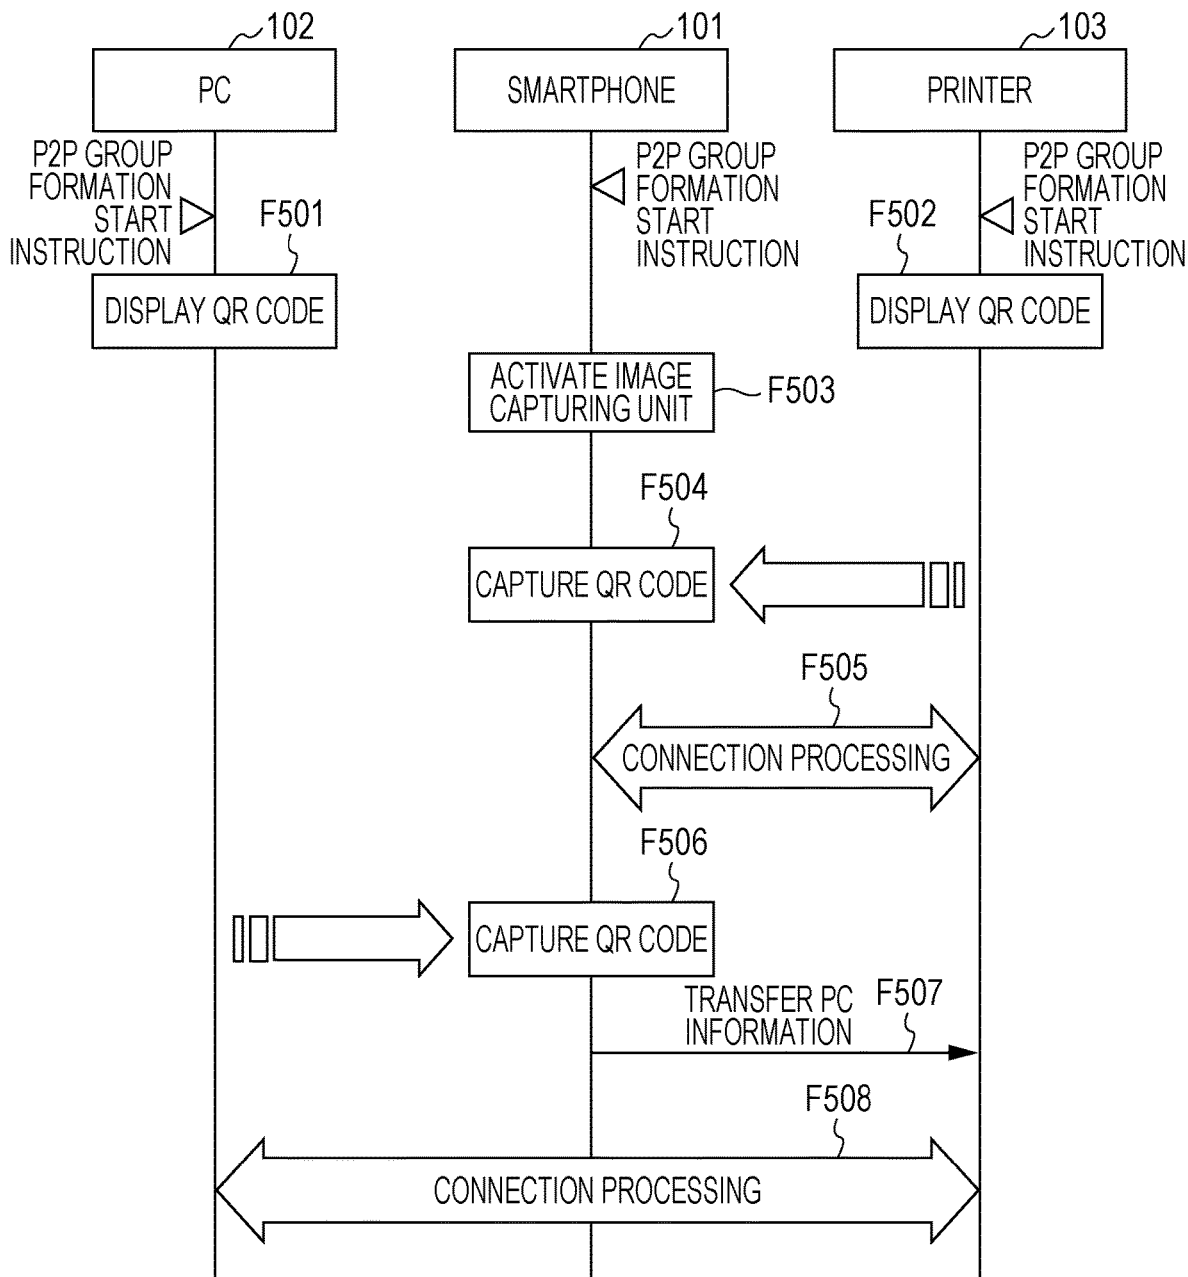 102
101
103
PC
SMARTPHONE
PRINTER
P2P GROUP
FORMATION
START
INSTRUCTION
P2P GROUP
FORMATION
START
INSTRUCTION
P2P GROUP
FORMATION
START
INSTRUCTION
F501
F502
DISPLAY QR CODE
DISPLAY QR CODE
ACTIVATE IMAGE
CAPTURING UNIT
F503
F504
CAPTURE QR CODE
F505
CONNECTION PROCESSING
F506
CAPTURE QR CODE
TRANSFER PC
INFORMATION
F507
F508
CONNECTION PROCESSING